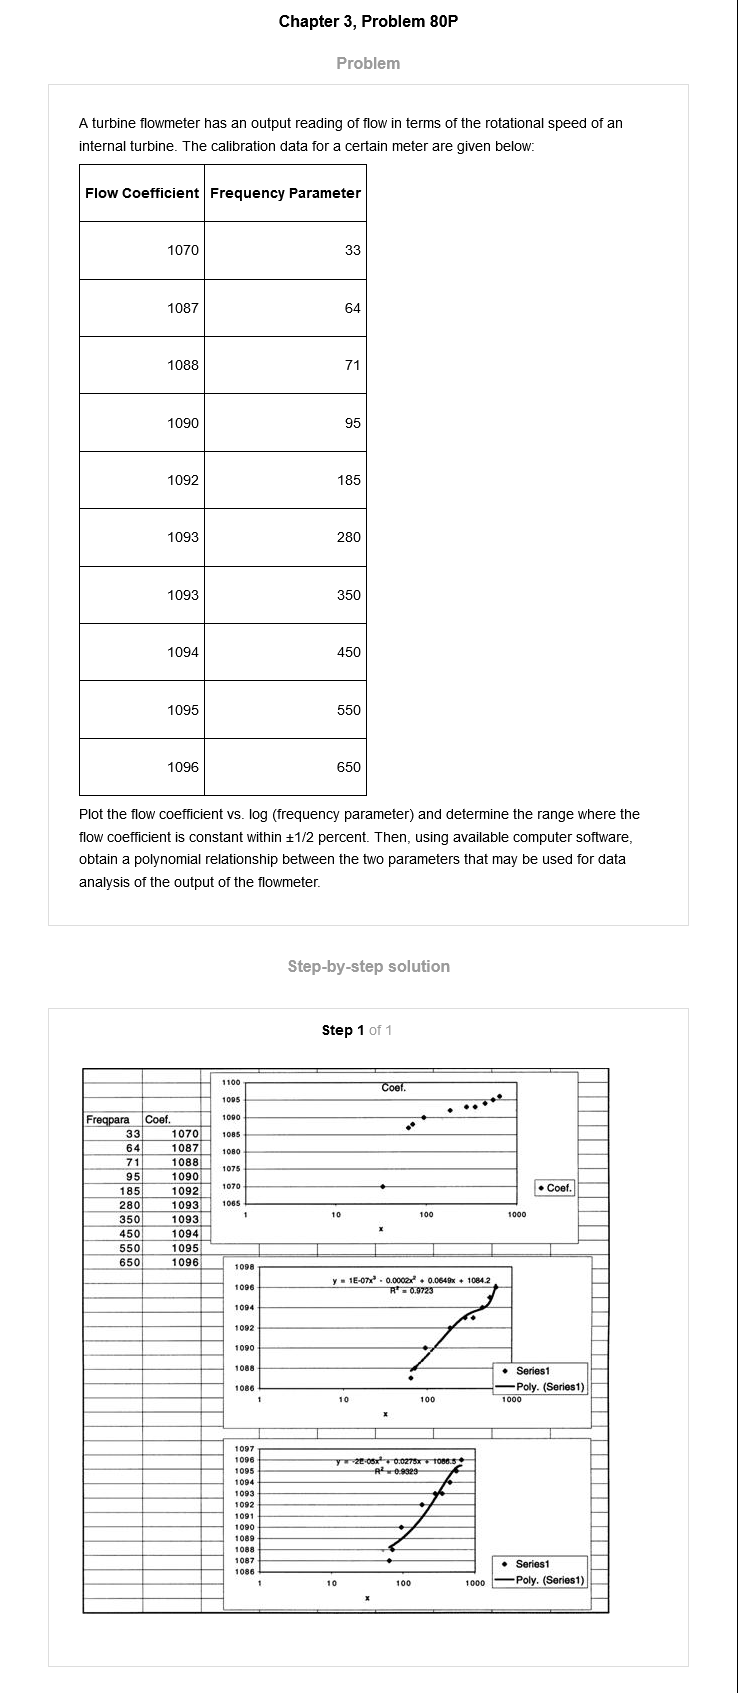 Chapter 3, Problem 80P
Problem
A turbine flowmeter has an output reading of flow in terms of the rotational speed of an
internal turbine. The calibration data for a certain meter are given below:
Flow Coefficient Frequency Parameter
1070 33
1087 64
1088 71
1090 95
1092 185
1093 280
1093 350
1094 450
1095 550
1096 650
Plot the flow coefficient vs. log (frequency parameter) and determine the range where the
flow coefficient is constant within ±1/2 percent. Then, using available computer software,
obtain a polynomial relationship between the two parameters that may be used for data
analysis of the output of the flowmeter.
Step-by-step solution
Step 1 of 1
Freqpara Coef.
33 1070
64 1087
71 1088
95 1090
185 1092
280 1093
350 1093
450 1094
550 1095
650 1096
Coef.
1100
1095
1090
1085
1080
1075
1070
1065
1 10 100 1000
x
Coef.
1098
1096
1094
1092
1090
1088
1086
y = 1E-07x³ - 0.0002x² + 0.0649x + 1084.2
R² = 0.9723
1 10 100 1000
x
Series1
Poly. (Series1)
1097
1096
1095
1094
1093
1092
1091
1090
1089
1088
1087
1086
y = -2E-05x² + 0.0275x + 1086.5
R² = 0.9323
1 10 100 1000
x
Series1
Poly. (Series1)